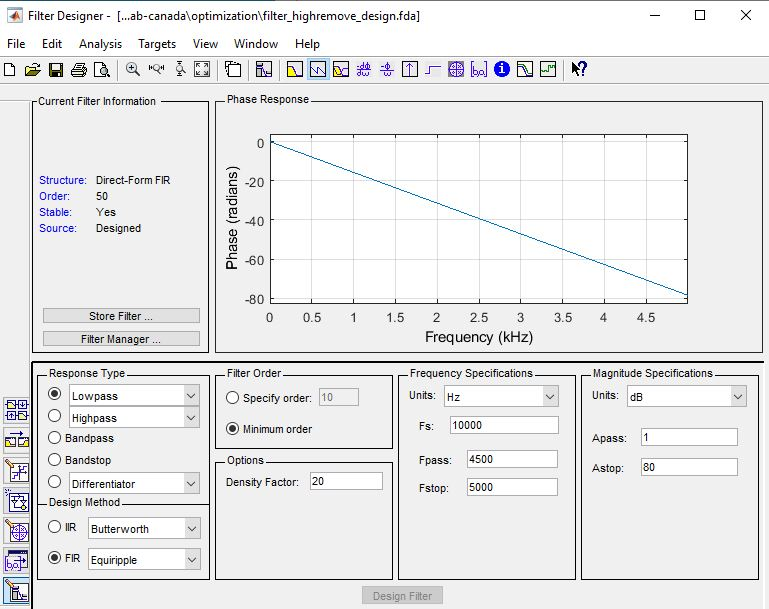 Filter Designer - [...ab-canada\optimization\filter_highremove_design.fda]
File Edit Analysis Targets View Window Help
Current Filter Information
Structure: Direct-Form FIR
Order: 50
Stable: Yes
Source: Designed
Store Filter ...
Filter Manager ...
Phase Response
Phase (radians)
0
-20
-40
-60
-80
0 0.5 1 1.5 2 2.5 3 3.5 4 4.5
Frequency (kHz)
Response Type
Lowpass
Highpass
Bandpass
Bandstop
Differentiator
Design Method
IIR Butterworth
FIR Equiripple
Filter Order
Specify order: 10
Minimum order
Options
Density Factor: 20
Frequency Specifications
Units: Hz
Fs: 10000
Fpass: 4500
Fstop: 5000
Magnitude Specifications
Units: dB
Apass: 1
Astop: 80
Design Filter